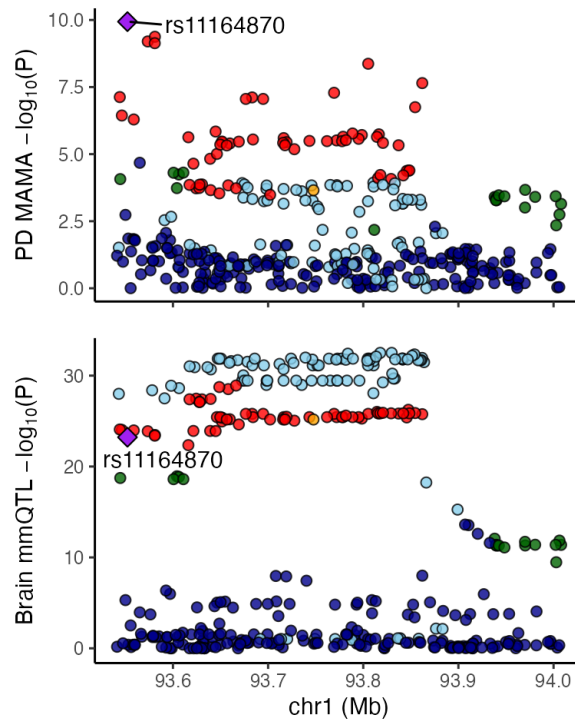 10.0
rs11164870
7.5
5.0
2.5
0.0
PD MAMA −log10(P)
30
20
rs11164870
10
0
Brain mmQTL −log10(P)
93.6 93.7 93.8 93.9 94.0
chr1 (Mb)